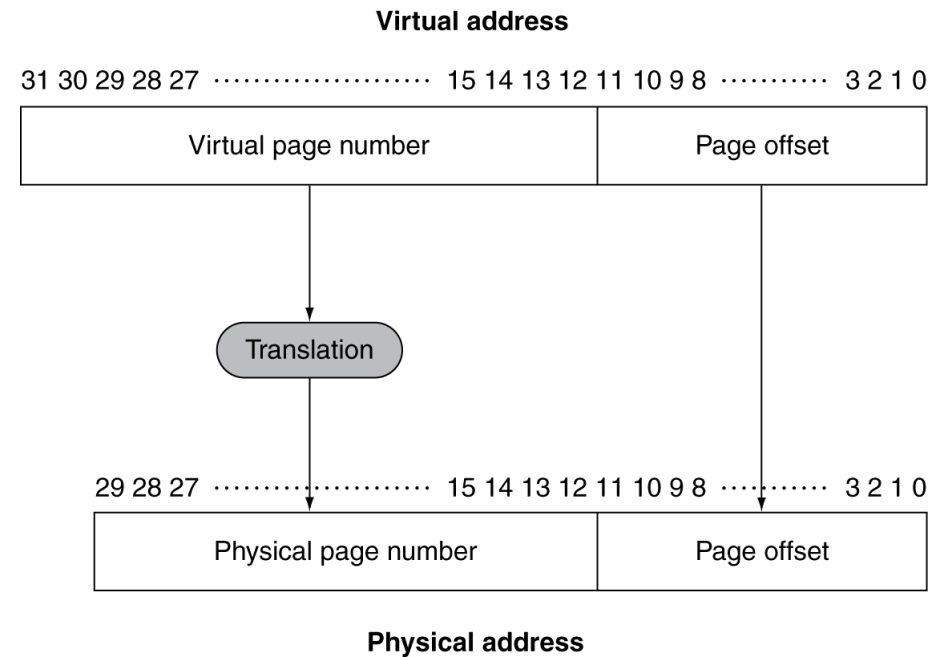 Virtual address
31 30 29 28 27 ····················· 15 14 13 12 11 10 9 8 ··········· 3 2 1 0
Virtual page number Page offset
Translation
29 28 27 ····················· 15 14 13 12 11 10 9 8 ··········· 3 2 1 0
Physical page number Page offset
Physical address